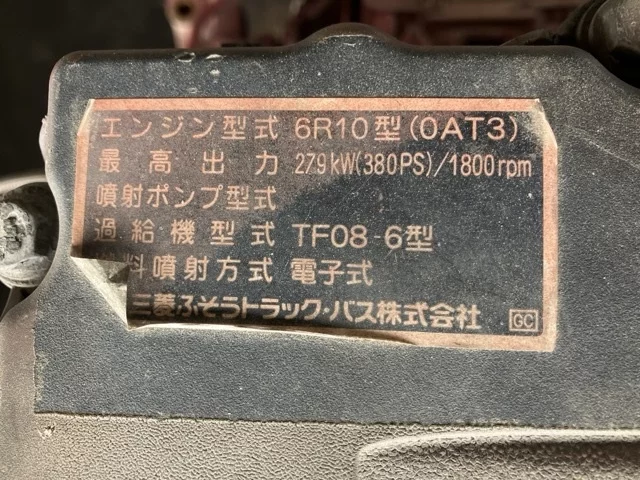 エンジン型式 6R10型(0AT3)
最高出力 279kW(380PS)/1800rpm
噴射ポンプ型式
過給機型式 TF08-6型
料噴射方式 電子式
三菱ふそうトラック・バス株式会社 GC